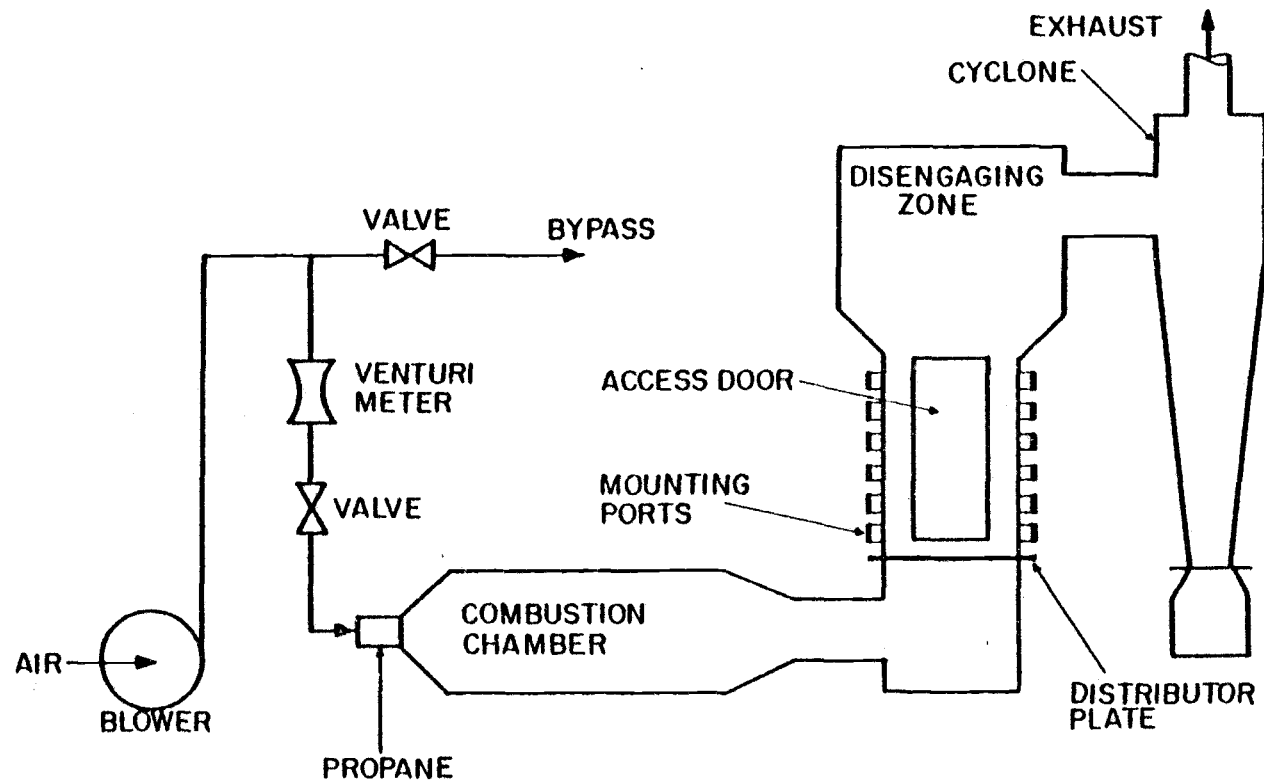 EXHAUST
CYCLONE
DISENGAGING
ZONE
VALVE
BYPASS
VENTURI
METER
ACCESS DOOR
MOUNTING
PORTS
VALVE
COMBUSTION
CHAMBER
AIR
BLOWER
DISTRIBUTOR
PLATE
PROPANE